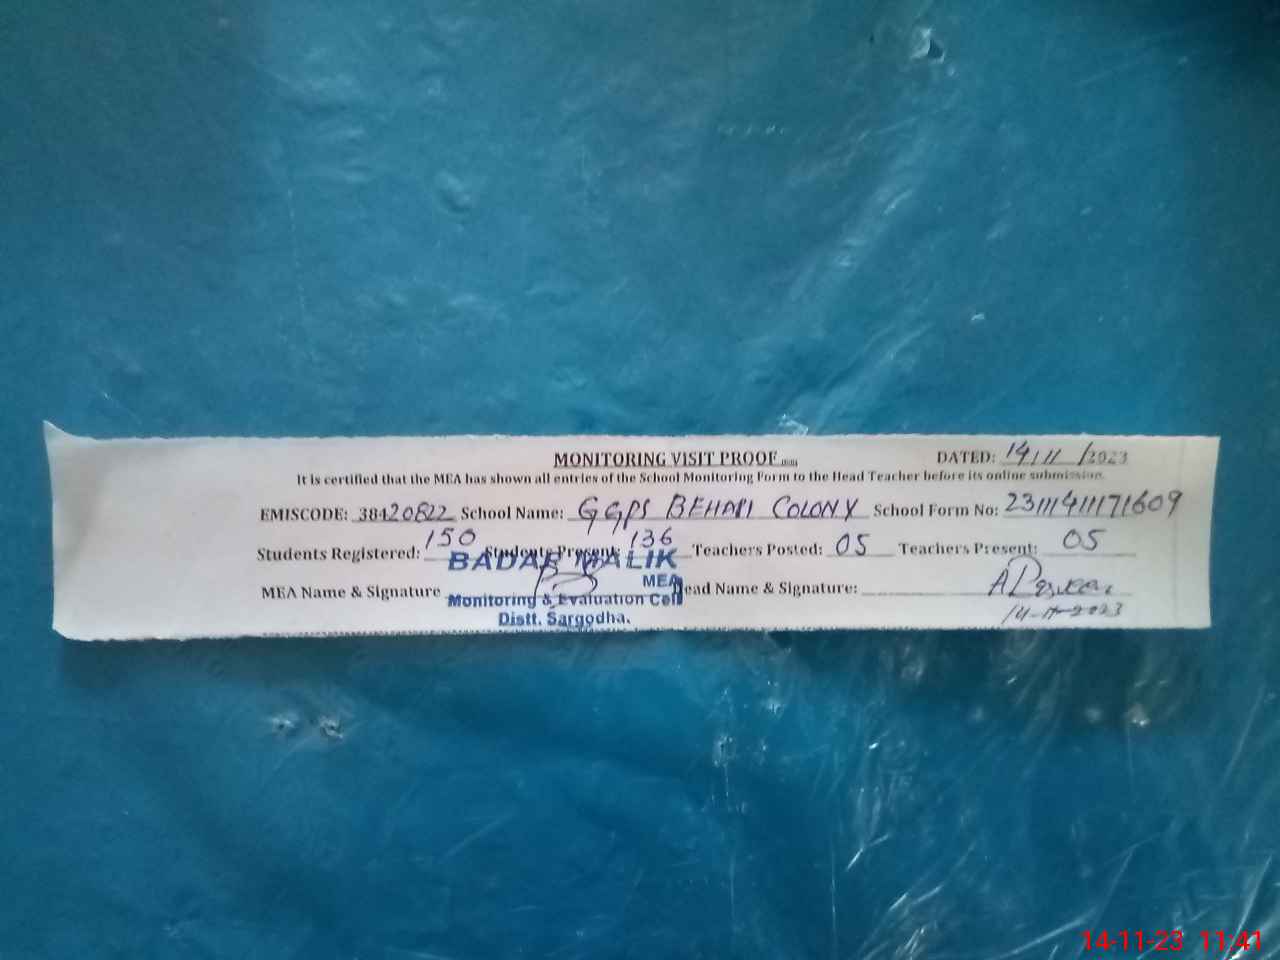 MONITORING VISIT PROOF DATED: 14/11/2023
It is certified that the MEA has shown all entries of the School Monitoring Form to the Head Teacher before its online submission.
EMISCODE: 38420822 School Name: GGPS BEHARI COLONY School Form No: 23111411171609
Students Registered: 150 Students Present: 136 Teachers Posted: 05 Teachers Present: 05
BADAR MALIK
MEA Name & Signature MEA Head Name & Signature:
Monitoring & Evaluation Cell
14-11-2023
Distt. Sargodha.
14-11-23 11:41